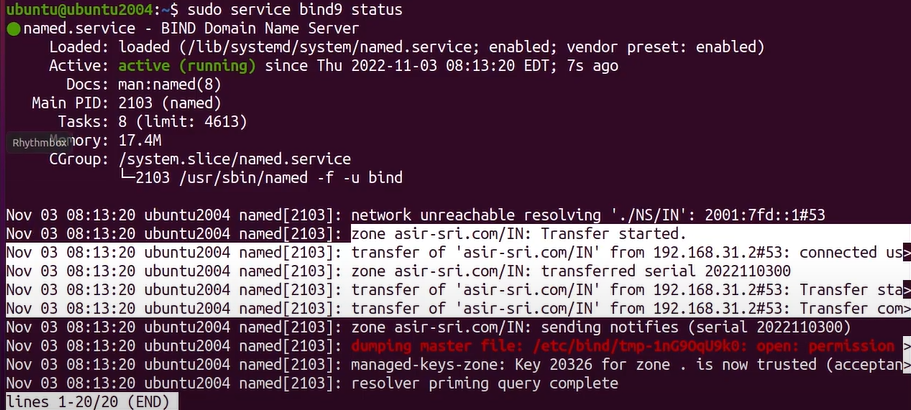 ubuntu@ubuntu2004:~$ sudo service bind9 status
●named.service - BIND Domain Name Server
Loaded: loaded (/lib/systemd/system/named.service; enabled; vendor preset: enabled)
Active: active (running) since Thu 2022-11-03 08:13:20 EDT; 7s ago
Docs: man:named(8)
Main PID: 2103 (named)
Tasks: 8 (limit: 4613)
Rhythmbox
ory: 17.4M
CGroup: /system.slice/named.service
└─2103 /usr/sbin/named -f -u bind
Nov 03 08:13:20 ubuntu2004 named[2103]: network unreachable resolving './NS/IN': 2001:7fd::1#53
Nov 03 08:13:20 ubuntu2004 named[2103]: zone asir-sri.com/IN: Transfer started.
Nov 03 08:13:20 ubuntu2004 named[2103]: transfer of 'asir-sri.com/IN' from 192.168.31.2#53: connected us>
Nov 03 08:13:20 ubuntu2004 named[2103]: zone asir-sri.com/IN: transferred serial 2022110300
Nov 03 08:13:20 ubuntu2004 named[2103]: transfer of 'asir-sri.com/IN' from 192.168.31.2#53: Transfer sta>
Nov 03 08:13:20 ubuntu2004 named[2103]: transfer of 'asir-sri.com/IN' from 192.168.31.2#53: Transfer com>
Nov 03 08:13:20 ubuntu2004 named[2103]: zone asir-sri.com/IN: sending notifies (serial 2022110300)
Nov 03 08:13:20 ubuntu2004 named[2103]: dumping master file: /etc/bind/tmp-1nG9OqU9k0: open: permission >
Nov 03 08:13:20 ubuntu2004 named[2103]: managed-keys-zone: Key 20326 for zone . is now trusted (acceptan>
Nov 03 08:13:20 ubuntu2004 named[2103]: resolver priming query complete
lines 1-20/20 (END)